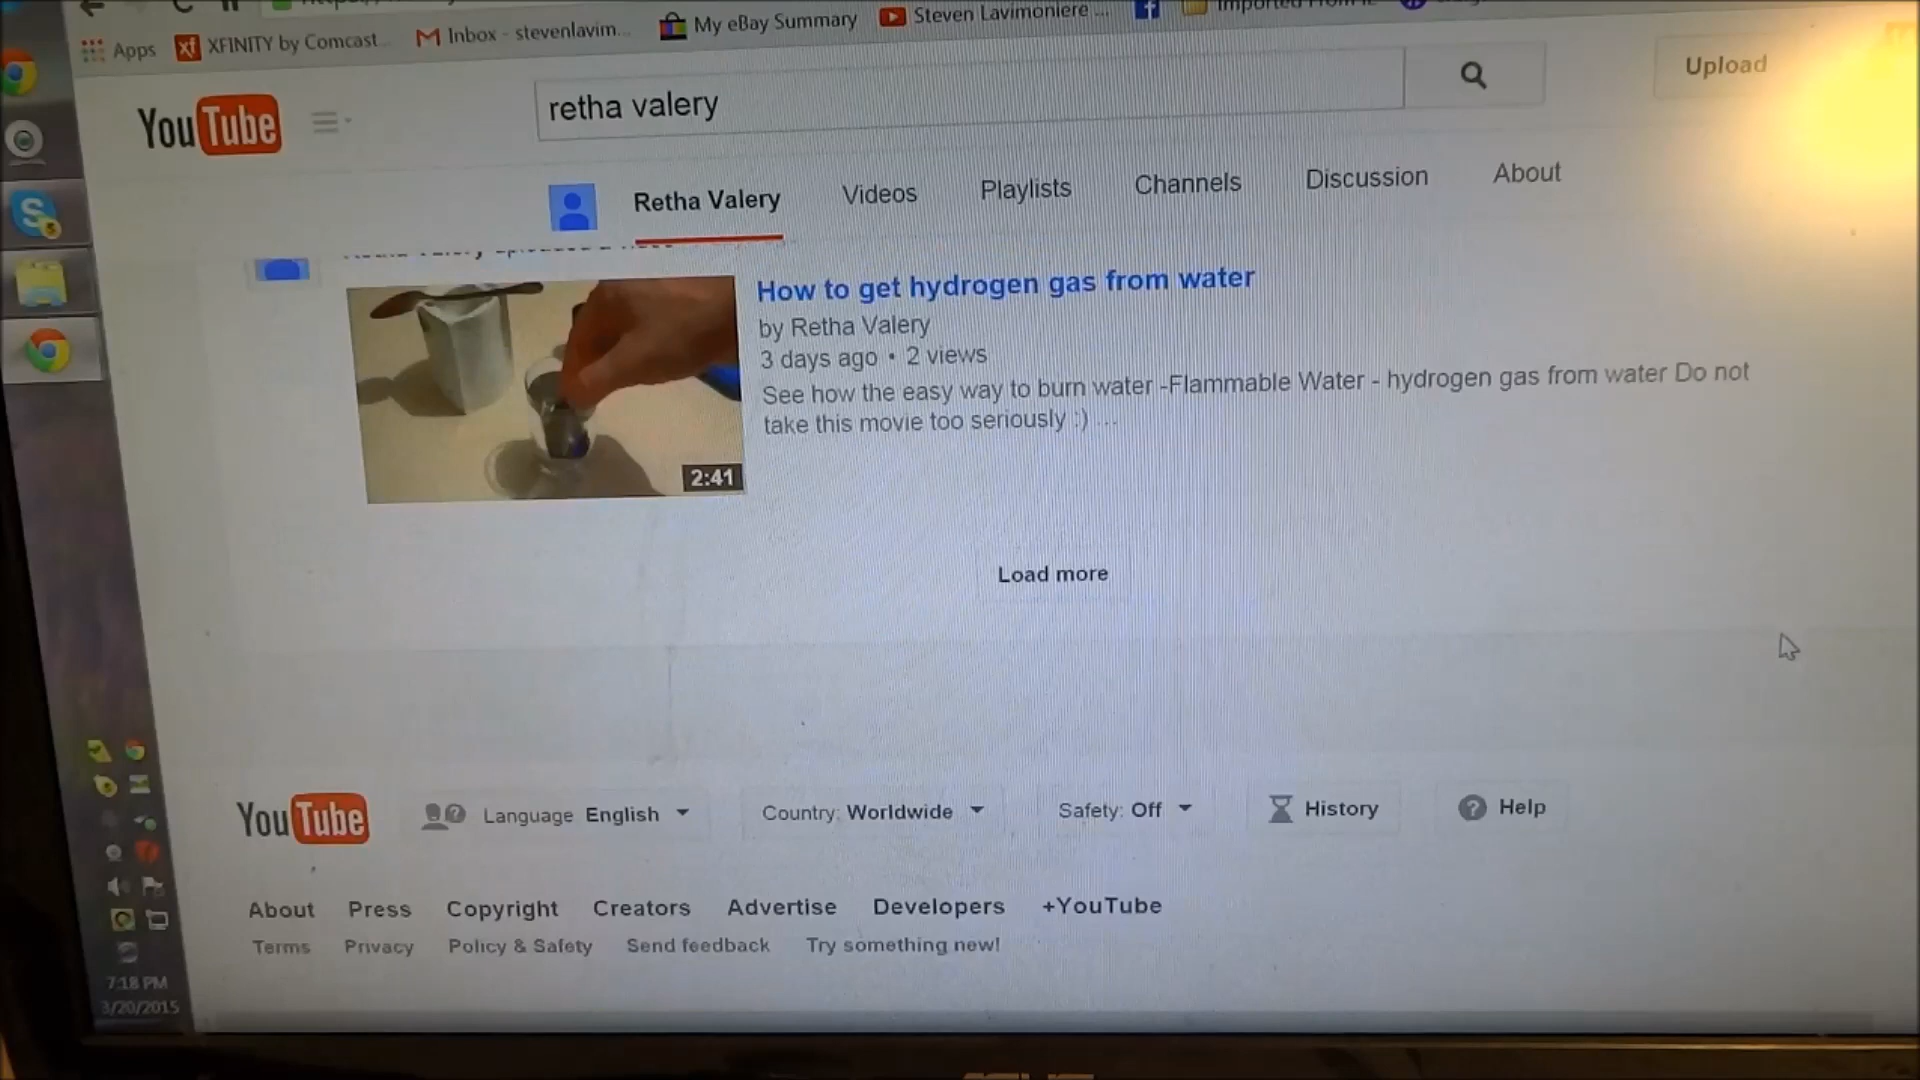 Apps XFINITY by Comcast... Inbox - stevenlavim... My eBay Summary Steven Lavimoniere ... Imported From IE
YouTube retha valery Upload
Retha Valery Videos Playlists Channels Discussion About
How to get hydrogen gas from water
by Retha Valery
3 days ago • 2 views
See how the easy way to burn water -Flammable Water - hydrogen gas from water Do not
take this movie too seriously :) ...
2:41
Load more
YouTube Language English Country: Worldwide Safety: Off History Help
About Press Copyright Creators Advertise Developers +YouTube
Terms Privacy Policy & Safety Send feedback Try something new!
7:18 PM
3/20/2015